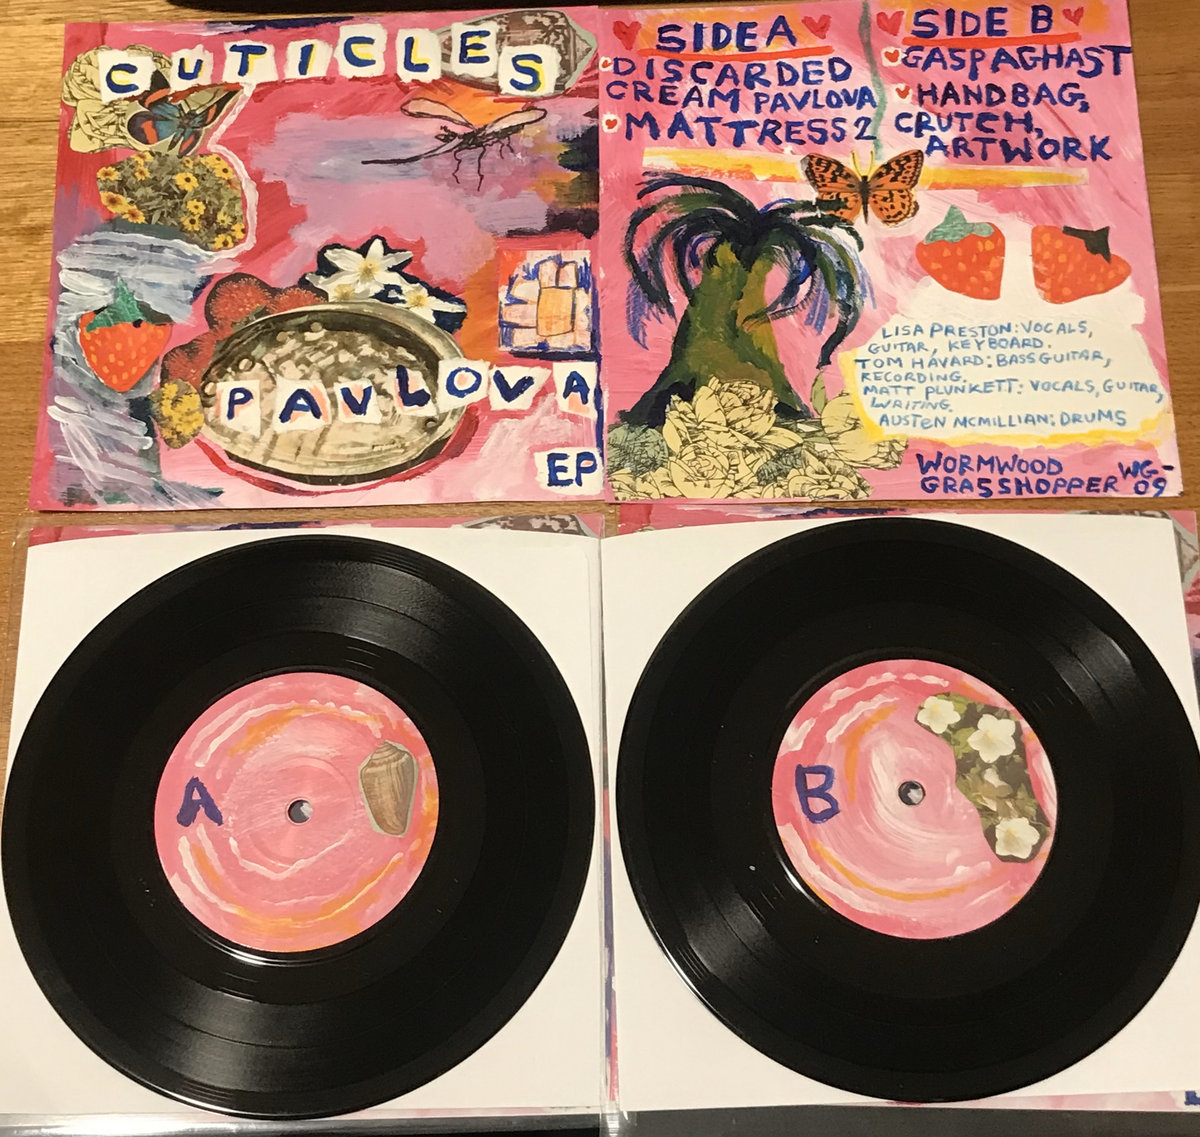 CUTICLES
PAVLOVA
EP
SIDE A
DISCARDED
CREAM PAVLOVA
MATTRESS 2
SIDE B
GASPAGHAST
HANDBAG,
CRUTCH,
ARTWORK
LISA PRESTON: VOCALS,
GUITAR, KEYBOARD.
TOM HAVARD: BASS GUITAR,
RECORDING.
MATT PLUNKETT: VOCALS, GUITAR,
WRITING.
AUSTEN MCMILLIAN: DRUMS
WORMWOOD
GRASSHOPPER
WG-
09
A
B